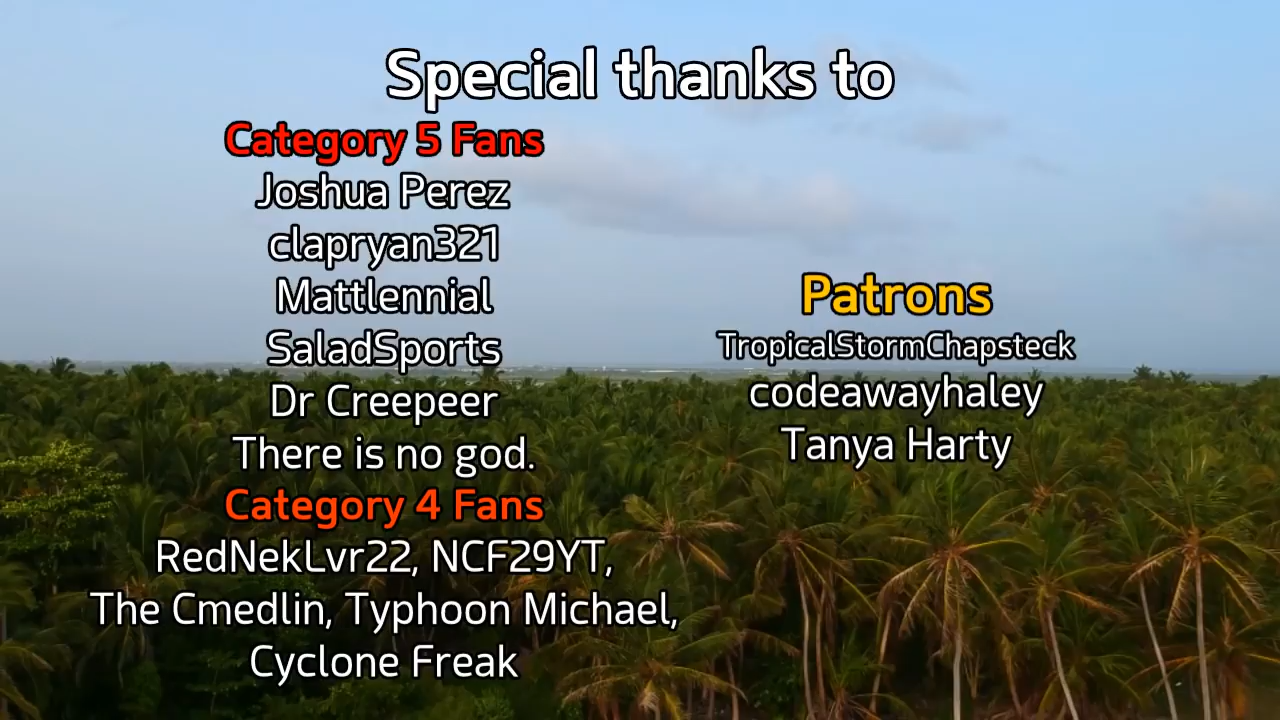 Special thanks to
Category 5 Fans
Joshua Perez
clapryan321
Mattlennial
SaladSports
Dr Creepeer
There is no god.
Category 4 Fans
RedNekLvr22, NCF29YT,
The Cmedlin, Typhoon Michael,
Cyclone Freak
Patrons
TropicalStormChapsteck
codeawayhaley
Tanya Harty